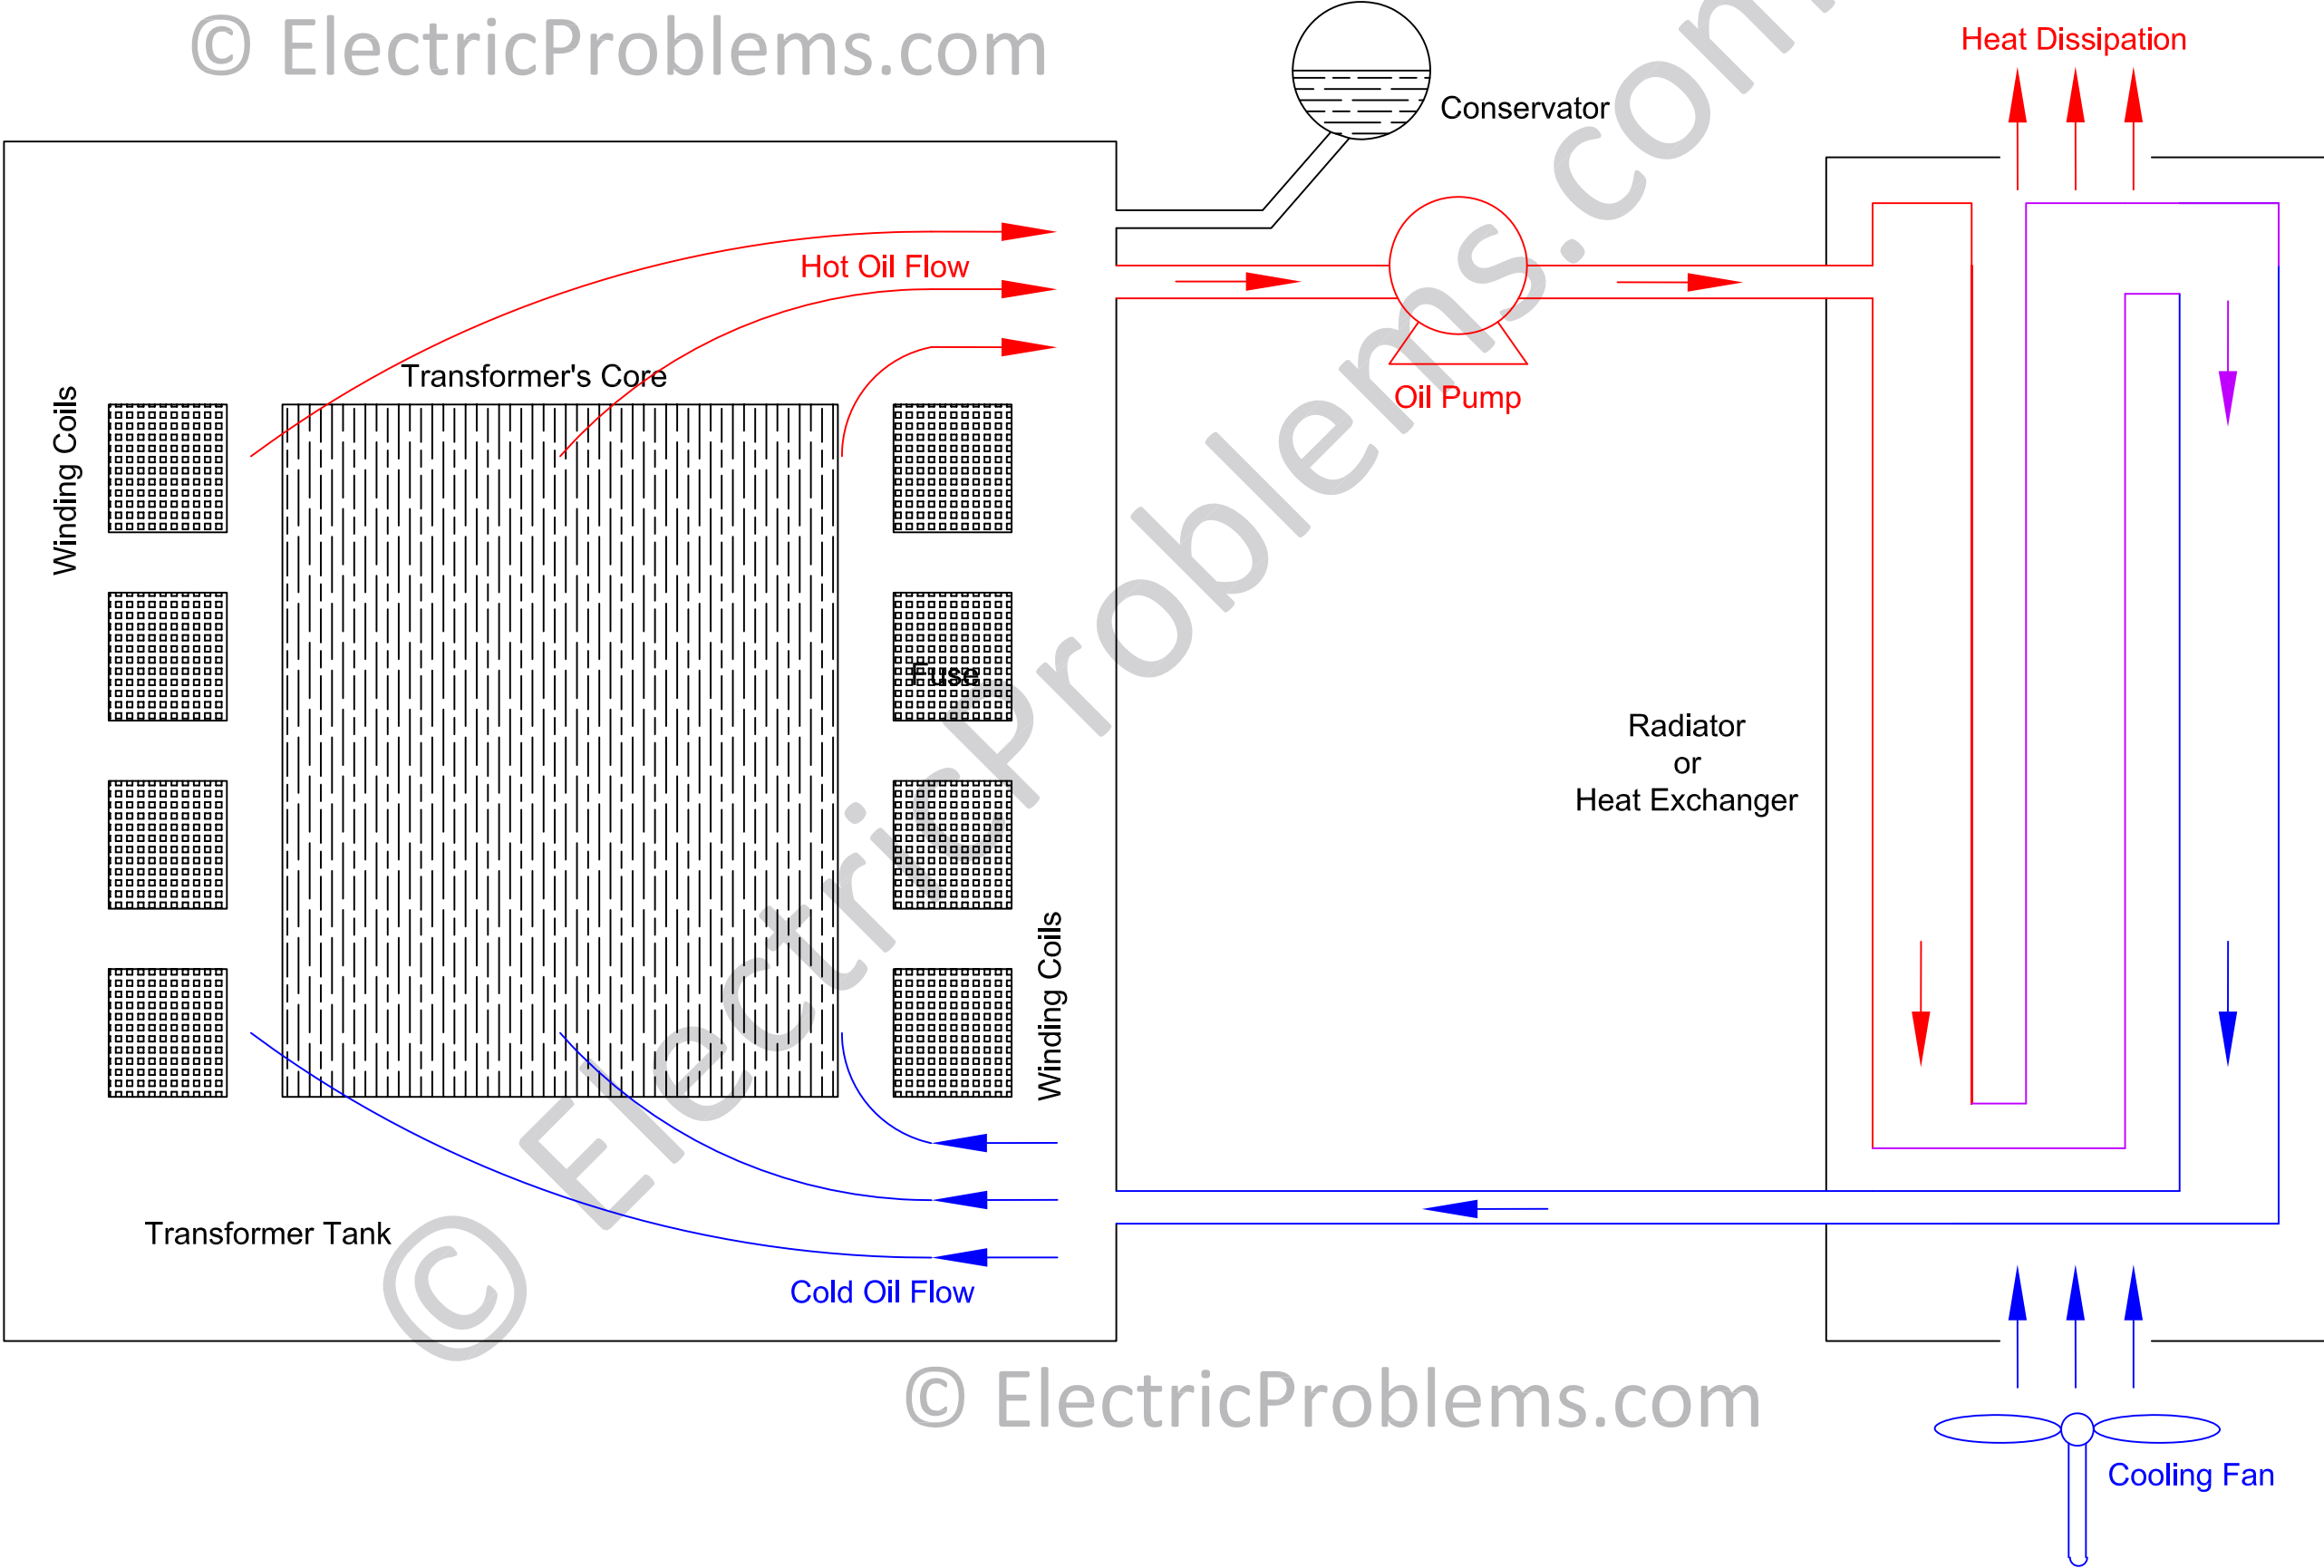 © ElectricProblems.com
Heat Dissipation
Conservator
Hot Oil Flow
Transformer's Core
Oil Pump
Winding Coils
Fuse
Radiator
or
Heat Exchanger
© ElectricProblems.com
Winding Coils
Transformer Tank
Cold Oil Flow
© ElectricProblems.com
Cooling Fan